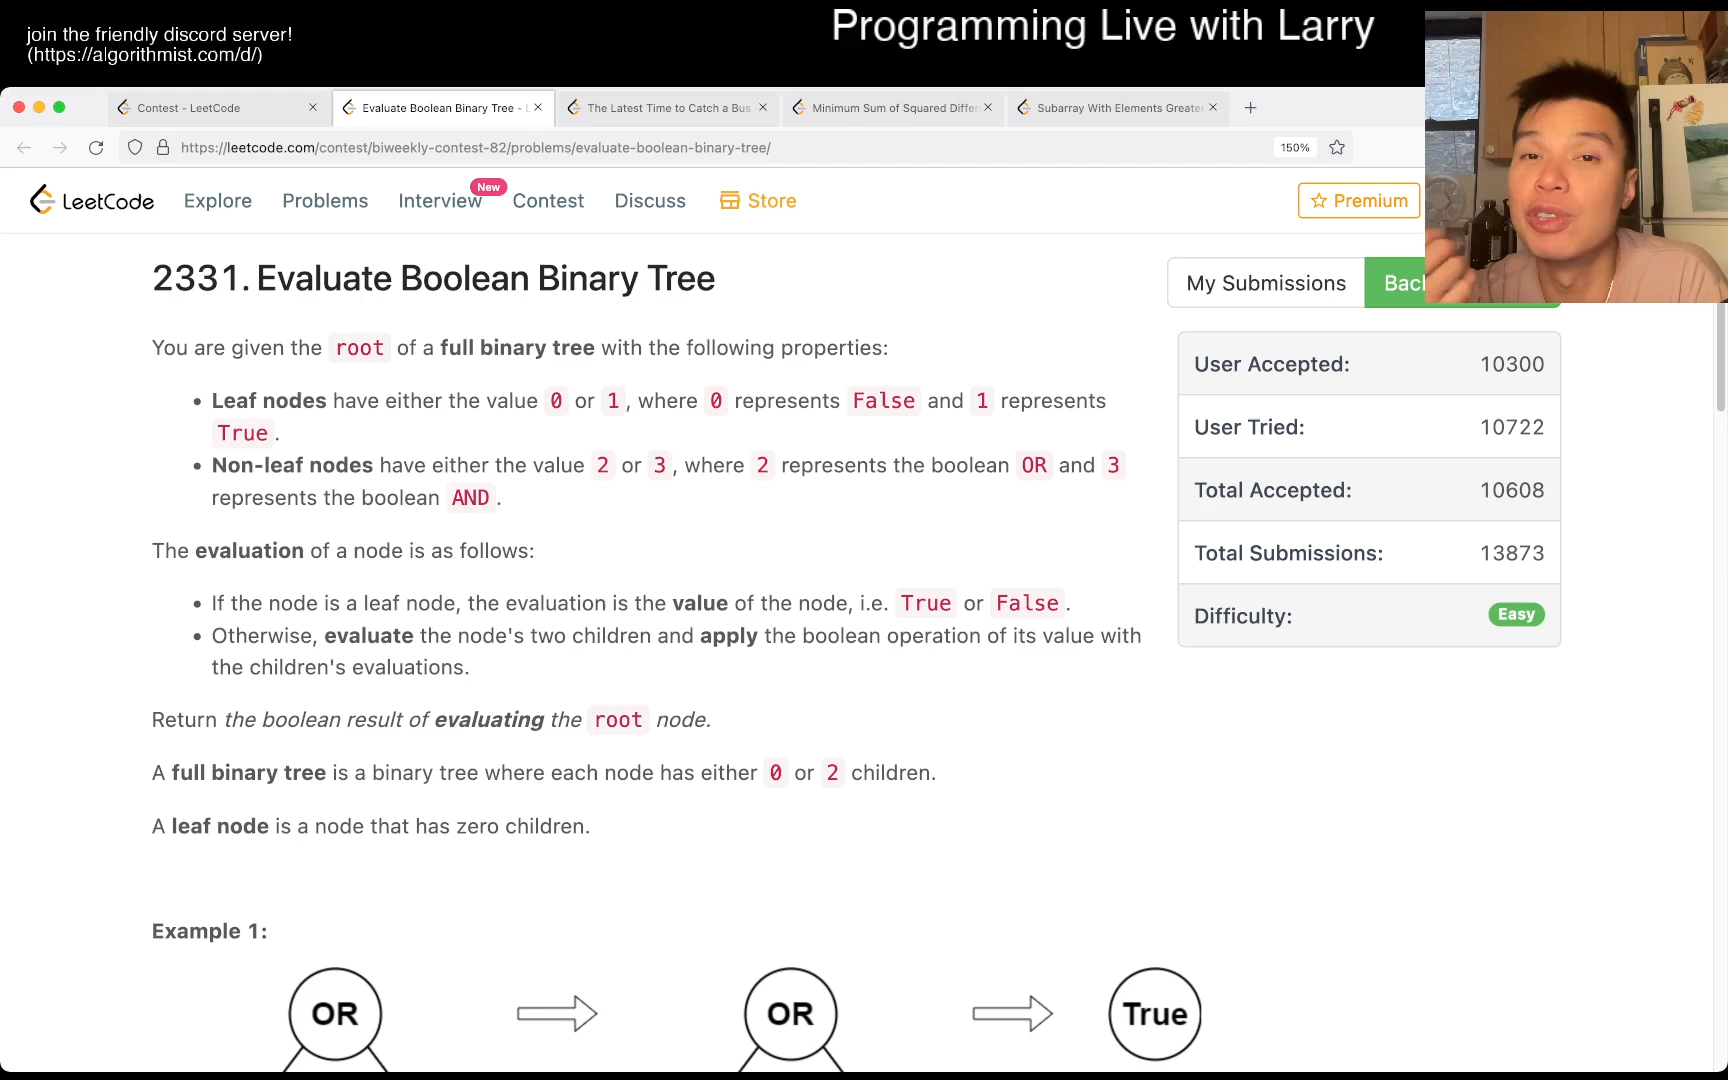 join the friendly discord server!
(https://algorithmist.com/d/)
Programming Live with Larry
Contest - LeetCode
Evaluate Boolean Binary Tree - L
The Latest Time to Catch a Bus
Minimum Sum of Squared Differ
Subarray With Elements Greater
https://leetcode.com/contest/biweekly-contest-82/problems/evaluate-boolean-binary-tree/
150%
LeetCode
Explore
Problems
Interview
New
Contest
Discuss
Store
Premium
2331. Evaluate Boolean Binary Tree
My Submissions
Bac
You are given the root of a full binary tree with the following properties:
• Leaf nodes have either the value 0 or 1, where 0 represents False and 1 represents
True.
• Non-leaf nodes have either the value 2 or 3, where 2 represents the boolean OR and 3
represents the boolean AND.
The evaluation of a node is as follows:
• If the node is a leaf node, the evaluation is the value of the node, i.e. True or False.
• Otherwise, evaluate the node's two children and apply the boolean operation of its value with
the children's evaluations.
Return the boolean result of evaluating the root node.
A full binary tree is a binary tree where each node has either 0 or 2 children.
A leaf node is a node that has zero children.
User Accepted: 10300
User Tried: 10722
Total Accepted: 10608
Total Submissions: 13873
Difficulty: Easy
Example 1:
OR
OR
True